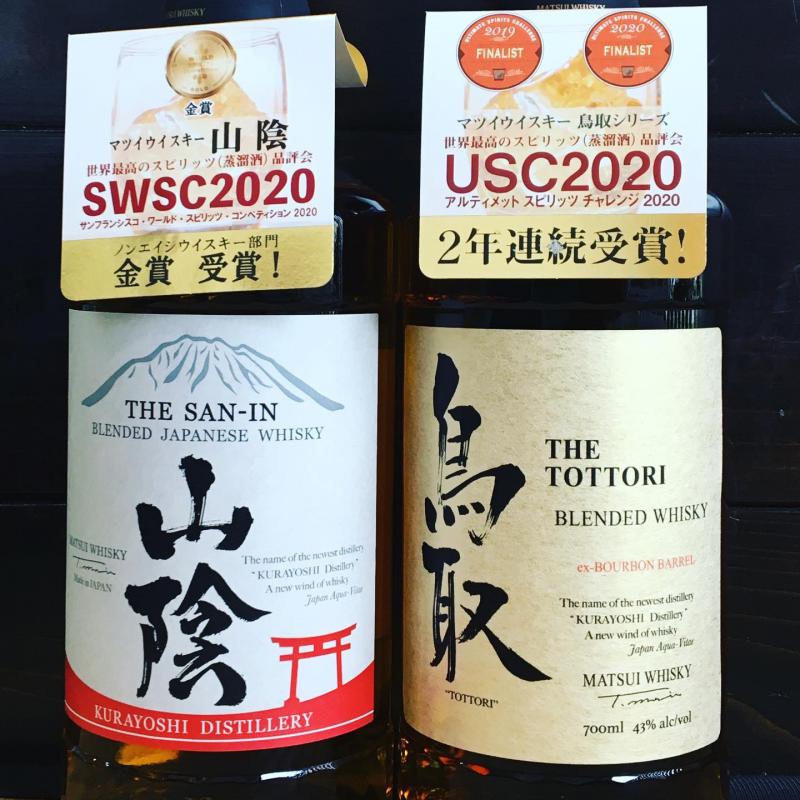 MATSUI WHISKY
金賞
マツイウイスキー 山陰
世界最高のスピリッツ(蒸溜酒)品評会
SWSC2020
サンフランシスコ・ワールド・スピリッツ・コンペティション 2020
ノンエイジウイスキー部門
金賞 受賞!
THE SAN-IN
BLENDED JAPANESE WHISKY
山陰
MATSUI WHISKY
Made in JAPAN
The name of the newest distillery
"KURAYOSHI Distillery"
A new wind of whisky
Japan Aqua-Vitae
KURAYOSHI DISTILLERY
MATSUI WHISKY
ULTIMATE SPIRITS CHALLENGE
2019
FINALIST
ULTIMATE SPIRITS CHALLENGE
2020
FINALIST
マツイウイスキー 鳥取シリーズ
世界最高のスピリッツ(蒸溜酒)品評会
USC2020
アルティメット スピリッツ チャレンジ 2020
2年連続受賞!
鳥取
"TOTTORI"
THE
TOTTORI
BLENDED WHISKY
ex-BOURBON BARREL
The name of the newest distillery
"KURAYOSHI Distillery"
A new wind of whisky
Japan Aqua-Vitae
MATSUI WHISKY
700ml 43% alc/vol